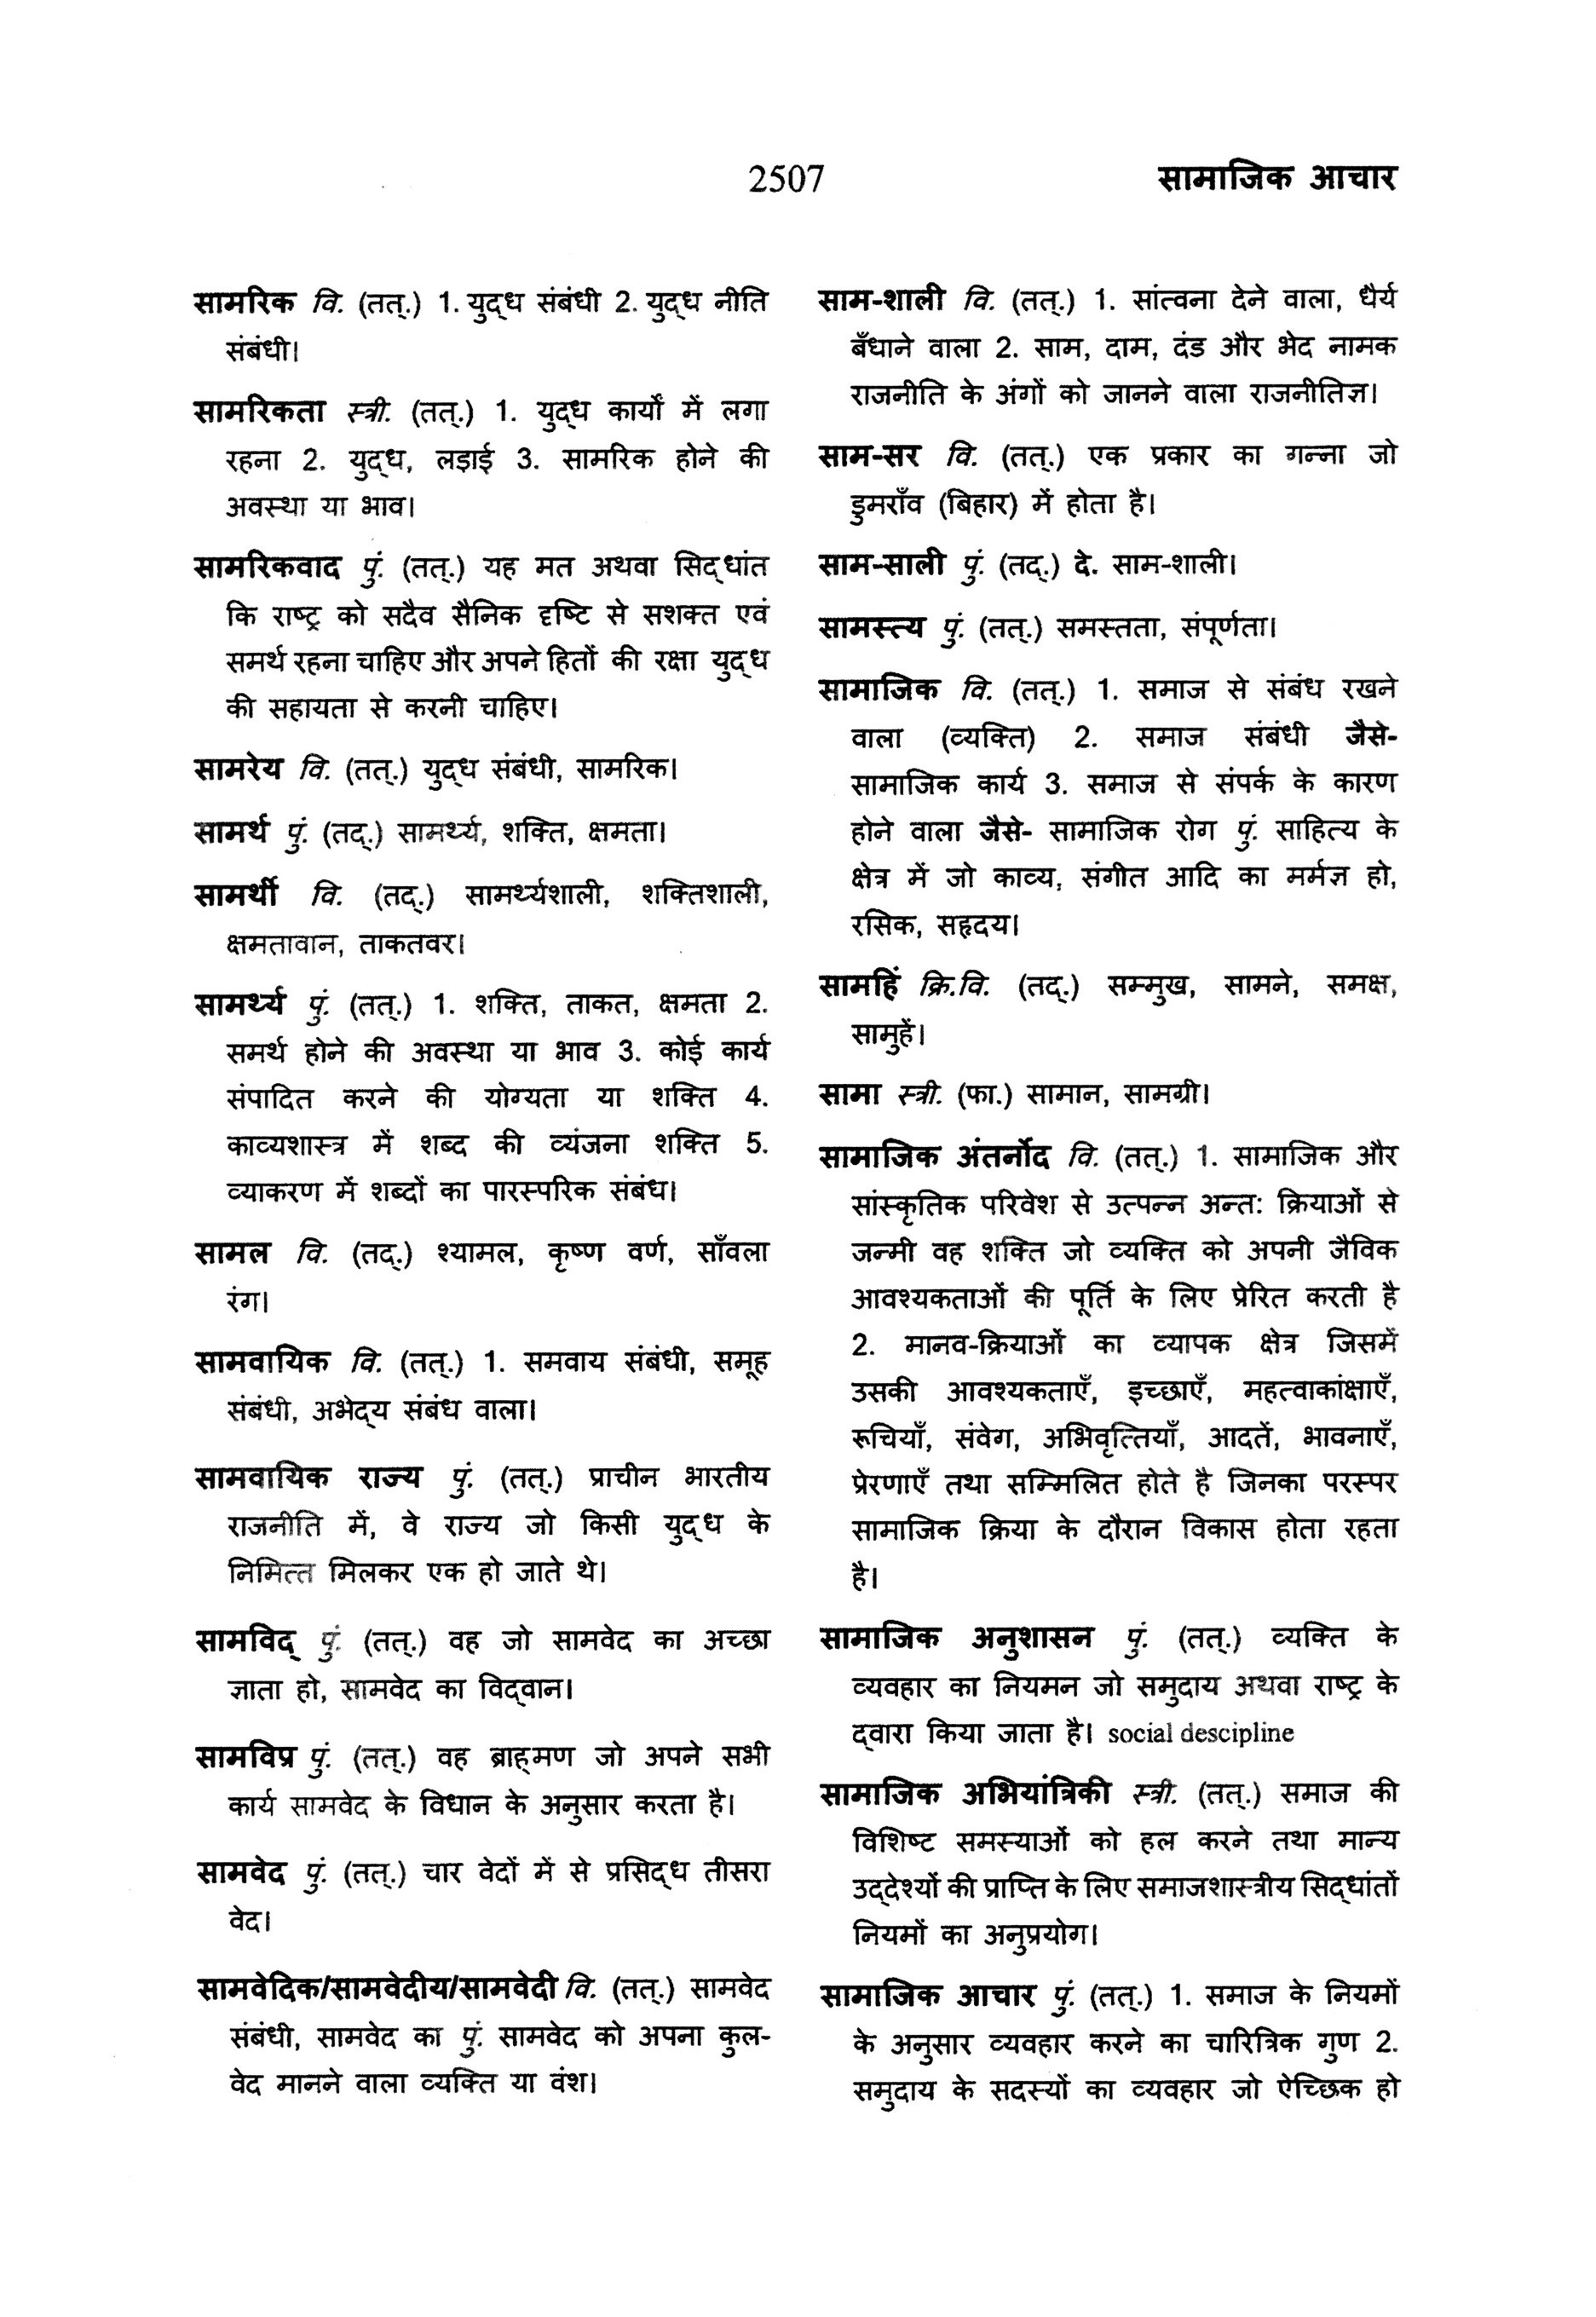 2507
सामाजिक आचार
सामरिक वि. (तत्.) 1. युद्ध संबंधी 2. युद्ध नीति
संबंधी।
सामरिकता स्त्री. (तत्.) 1. युद्ध कार्यों में लगा
रहना 2. युद्ध, लड़ाई 3. सामरिक होने की
अवस्था या भाव।
सामरिकवाद पुं. (तत्.) यह मत अथवा सिद्धांत
कि राष्ट्र को सदैव सैनिक दृष्टि से सशक्त एवं
समर्थ रहना चाहिए और अपने हितों की रक्षा युद्ध
की सहायता से करनी चाहिए।
सामरेय वि. (तत्.) युद्ध संबंधी, सामरिक।
सामर्थ पुं. (तद्.) सामर्थ्य, शक्ति, क्षमता।
सामर्थी वि. (तद्.) सामर्थ्यशाली, शक्तिशाली,
क्षमतावान, ताकतवर।
सामर्थ्य पुं. (तत्.) 1. शक्ति, ताकत, क्षमता 2.
समर्थ होने की अवस्था या भाव 3. कोई कार्य
संपादित करने की योग्यता या शक्ति 4.
काव्यशास्त्र में शब्द की व्यंजना शक्ति 5.
व्याकरण में शब्दों का पारस्परिक संबंध।
सामल वि. (तद्.) श्यामल, कृष्ण वर्ण, साँवला
रंग।
सामवायिक वि. (तत्.) 1. समवाय संबंधी, समूह
संबंधी, अभेद्य संबंध वाला।
सामवायिक राज्य पुं. (तत्.) प्राचीन भारतीय
राजनीति में, वे राज्य जो किसी युद्ध के
निमित्त मिलकर एक हो जाते थे।
सामविद् पुं. (तत्.) वह जो सामवेद का अच्छा
ज्ञाता हो, सामवेद का विद्वान।
सामविप्र पुं. (तत्.) वह ब्राह्मण जो अपने सभी
कार्य सामवेद के विधान के अनुसार करता है।
सामवेद पुं. (तत्.) चार वेदों में से प्रसिद्ध तीसरा
वेद।
सामवेदिक/सामवेदीय/सामवेदी वि. (तत्.) सामवेद
संबंधी, सामवेद का पुं. सामवेद को अपना कुल-
वेद मानने वाला व्यक्ति या वंश।
साम-शाली वि. (तत्.) 1. सांत्वना देने वाला, धैर्य
बँधाने वाला 2. साम, दाम, दंड और भेद नामक
राजनीति के अंगों को जानने वाला राजनीतिज्ञ।
साम-सर वि. (तत्.) एक प्रकार का गन्ना जो
डुमराँव (बिहार) में होता है।
साम-साली पुं. (तद्.) दे. साम-शाली।
सामस्त्य पुं. (तत्.) समस्तता, संपूर्णता।
सामाजिक वि. (तत्.) 1. समाज से संबंध रखने
वाला (व्यक्ति) 2. समाज संबंधी जैसे-
सामाजिक कार्य 3. समाज से संपर्क के कारण
होने वाला जैसे- सामाजिक रोग पुं. साहित्य के
क्षेत्र में जो काव्य, संगीत आदि का मर्मज्ञ हो,
रसिक, सहृदय।
सामहिं क्रि.वि. (तद्.) सम्मुख, सामने, समक्ष,
सामुहें।
सामा स्त्री. (फा.) सामान, सामग्री।
सामाजिक अंतर्नोद वि. (तत्.) 1. सामाजिक और
सांस्कृतिक परिवेश से उत्पन्न अन्त: क्रियाओं से
जन्मी वह शक्ति जो व्यक्ति को अपनी जैविक
आवश्यकताओं की पूर्ति के लिए प्रेरित करती है
2. मानव-क्रियाओं का व्यापक क्षेत्र जिसमें
उसकी आवश्यकताएँ, इच्छाएँ, महत्वाकांक्षाएँ,
रूचियाँ, संवेग, अभिवृत्तियाँ, आदतें, भावनाएँ,
प्रेरणाएँ तथा सम्मिलित होते है जिनका परस्पर
सामाजिक क्रिया के दौरान विकास होता रहता
है।
सामाजिक अनुशासन पुं. (तत्.) व्यक्ति के
व्यवहार का नियमन जो समुदाय अथवा राष्ट्र के
द्वारा किया जाता है। social descipline
सामाजिक अभियांत्रिकी स्त्री. (तत्.) समाज की
विशिष्ट समस्याओं को हल करने तथा मान्य
उद्देश्यों की प्राप्ति के लिए समाजशास्त्रीय सिद्धांतों
नियमों का अनुप्रयोग।
सामाजिक आचार पुं. (तत्.) 1. समाज के नियमों
के अनुसार व्यवहार करने का चारित्रिक गुण 2.
समुदाय के सदस्यों का व्यवहार जो ऐच्छिक हो